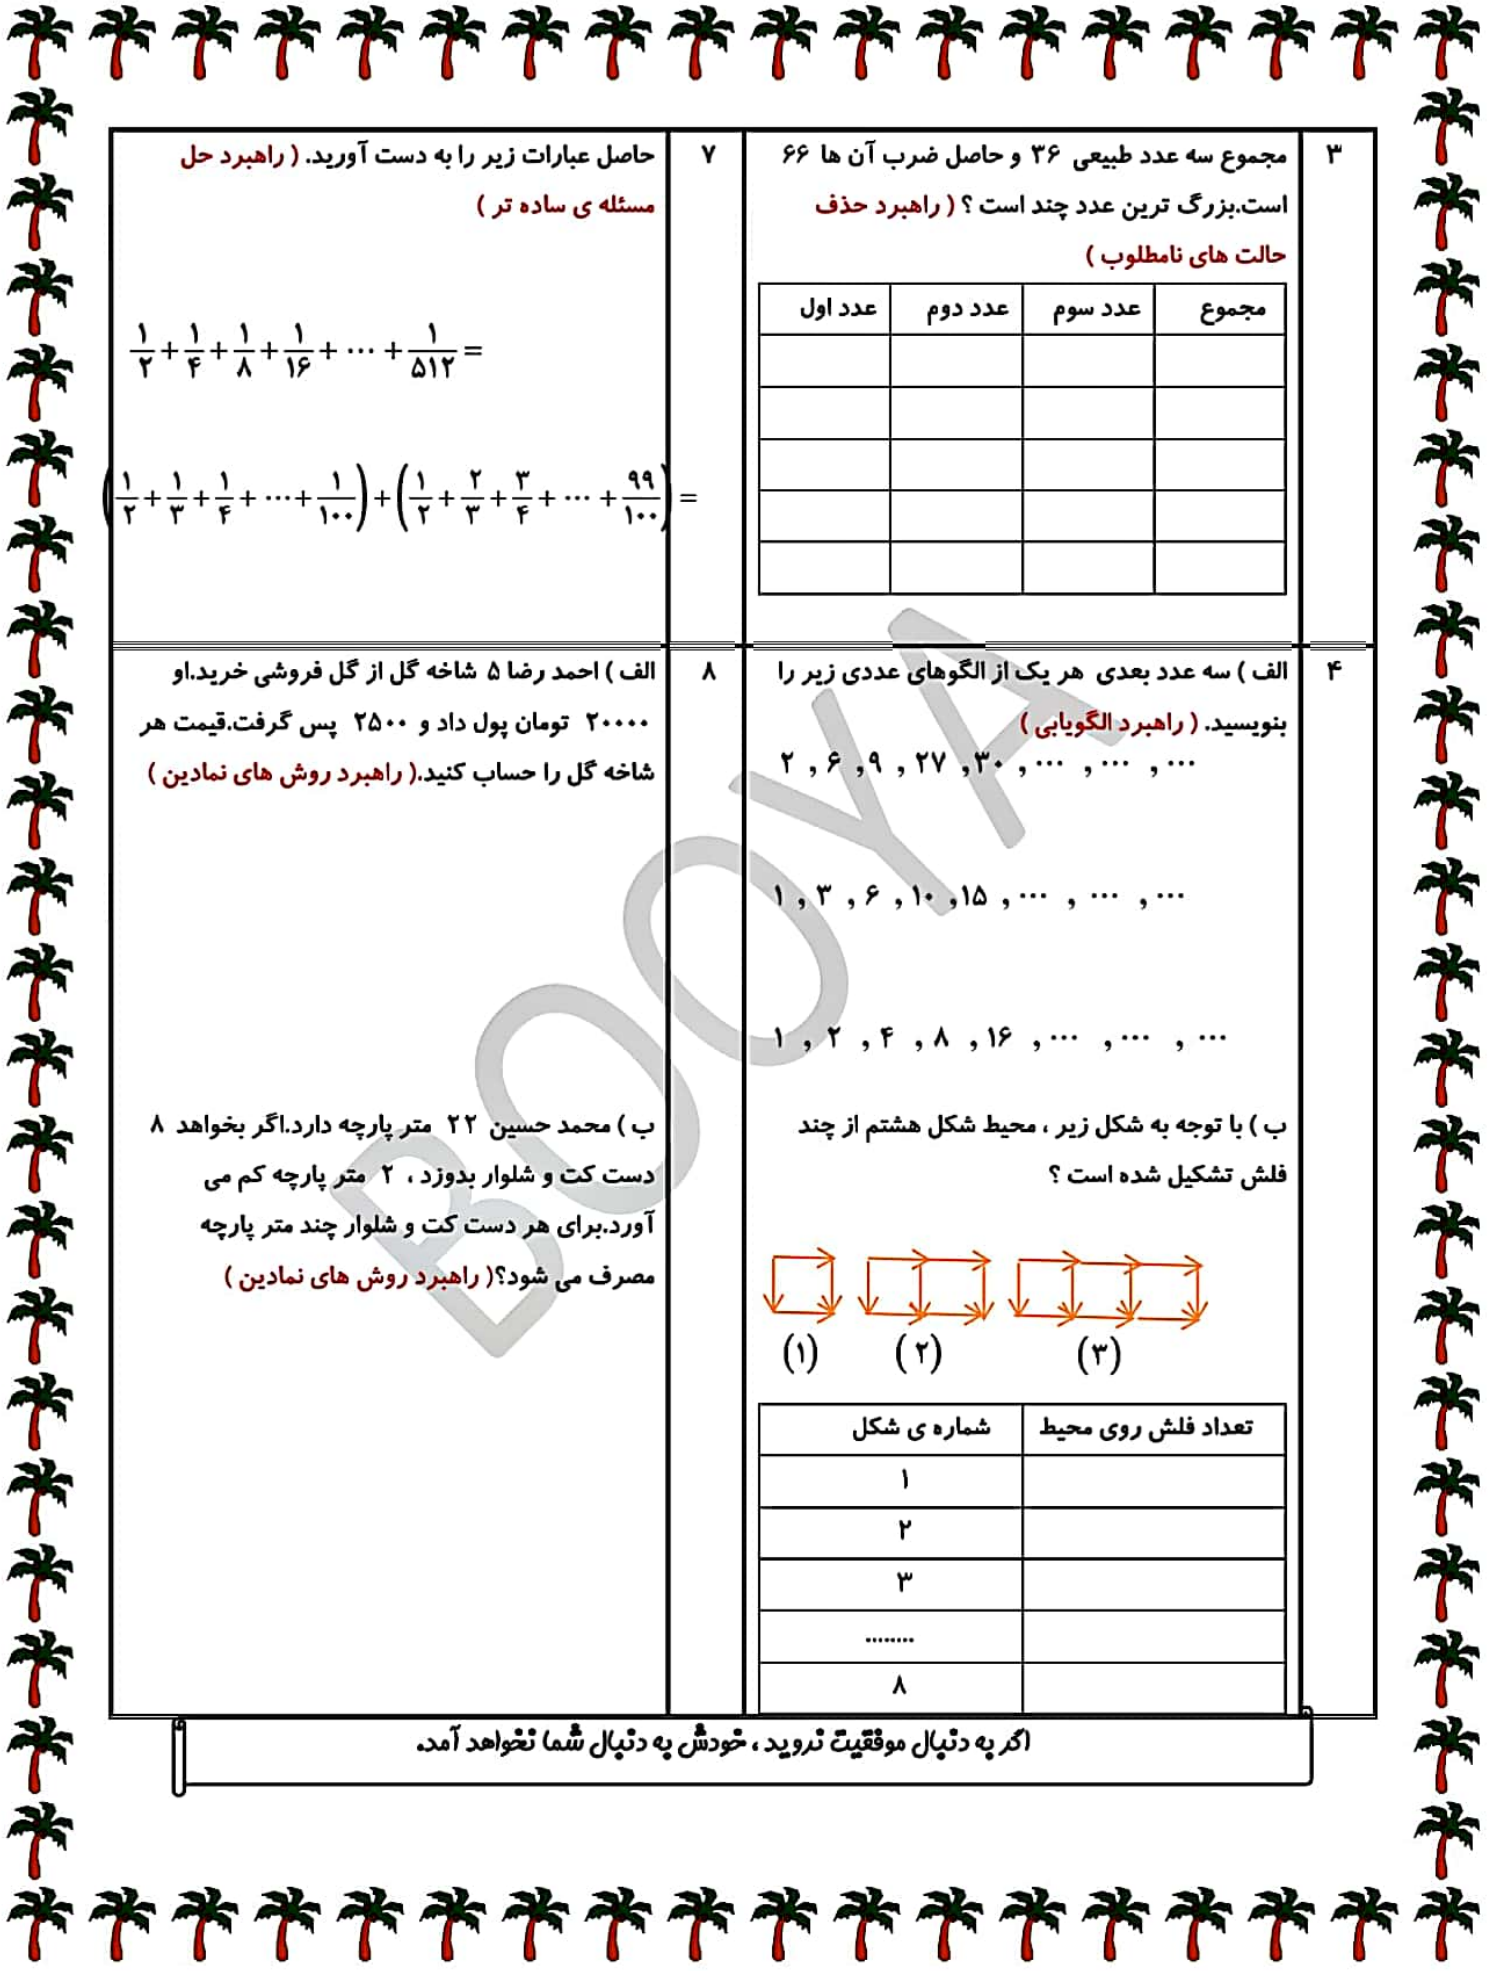 ۳
مجموع سه عدد طبیعی ۳۶ و حاصل ضرب آن ها ۶۶
است.بزرگ ترین عدد چند است ؟ ( راهبرد حذف
حالت های نامطلوب )
عدد اول عدد دوم عدد سوم مجموع
۷
حاصل عبارات زیر را به دست آورید. ( راهبرد حل
مسئله ی ساده تر )
۱/۲ + ۱/۴ + ۱/۸ + ۱/۱۶ + ⋯ + ۱/۵۱۲ =
(۱/۲ + ۱/۳ + ۱/۴ + ⋯ + ۱/۱۰۰) + (۱/۲ + ۲/۳ + ۳/۴ + ⋯ + ۹۹/۱۰۰) =
۴
الف ) سه عدد بعدی هر یک از الگوهای عددی زیر را
بنویسید. ( راهبرد الگویابی )
۲ , ۶ , ۹ , ۲۷ , ۳۰ , ⋯ , ⋯ , ⋯
۱ , ۳ , ۶ , ۱۰ , ۱۵ , ⋯ , ⋯ , ⋯
۱ , ۲ , ۴ , ۸ , ۱۶ , ⋯ , ⋯ , ⋯
ب ) با توجه به شکل زیر ، محیط شکل هشتم از چند
فلش تشکیل شده است ؟
(۱) (۲) (۳)
شماره ی شکل تعداد فلش روی محیط
۱
۲
۳
........
۸
۸
الف ) احمد رضا ۵ شاخه گل از گل فروشی خرید.او
۲۰۰۰۰ تومان پول داد و ۲۵۰۰ پس گرفت.قیمت هر
شاخه گل را حساب کنید.( راهبرد روش های نمادین )
ب ) محمد حسین ۲۲ متر پارچه دارد.اگر بخواهد ۸
دست کت و شلوار بدوزد ، ۲ متر پارچه کم می
آورد.برای هر دست کت و شلوار چند متر پارچه
مصرف می شود؟( راهبرد روش های نمادین )
اگر به دنبال موفقیت نروید ، خودش به دنبال شما نخواهد آمد.
BOOYA